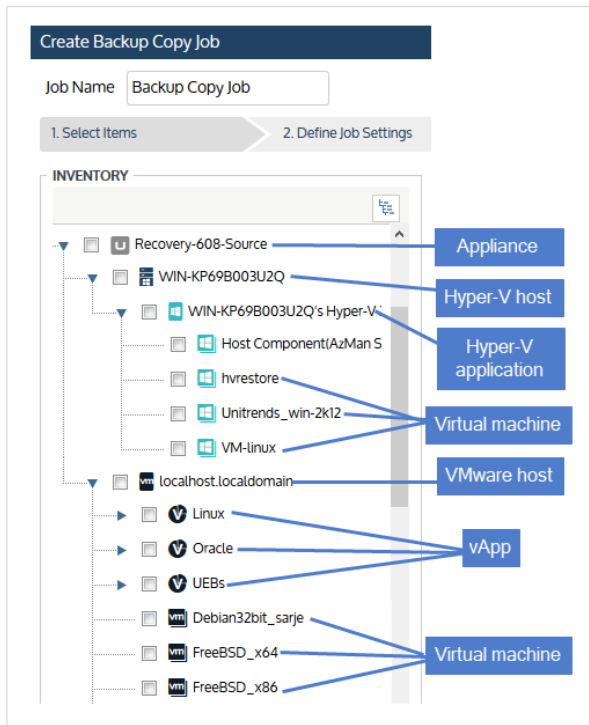 Create Backup Copy Job
Job Name Backup Copy Job
1. Select Items 2. Define Job Settings
INVENTORY
Recovery-608-Source Appliance
WIN-KP69B003U2Q Hyper-V host
WIN-KP69B003U2Q's Hyper-V Hyper-V application
Host Component(AzMan S
hvrestore
Unitrends_win-2k12 Virtual machine
VM-linux
localhost.localdomain VMware host
Linux
Oracle vApp
UEBs
Debian32bit_sarje
FreeBSD_x64 Virtual machine
FreeBSD_x86